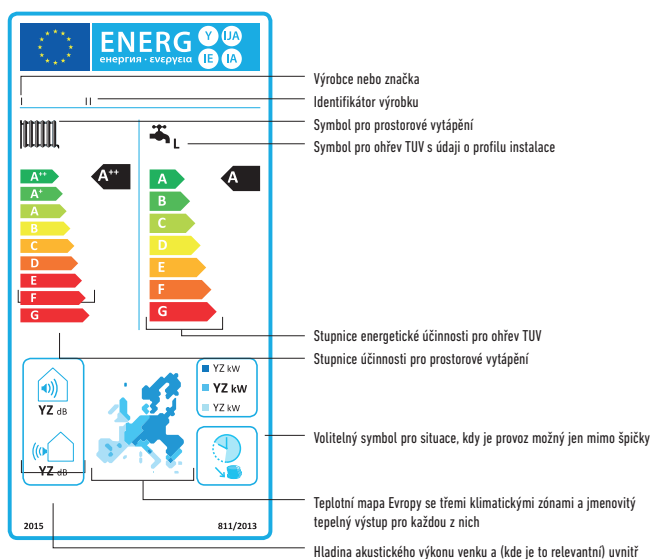 ENERG Y IJA
енергия · ενεργεια IE IA
Výrobce nebo značka
I II
Identifikátor výrobku
Symbol pro prostorové vytápění
L
Symbol pro ohřev TUV s údaji o profilu instalace
A++ A++
A+
A
B
C
D
E
F
G
A A
B
C
D
E
F
G
Stupnice energetické účinnosti pro ohřev TUV
Stupnice účinnosti pro prostorové vytápění
YZ dB
YZ dB
YZ kW
YZ kW
YZ kW
Volitelný symbol pro situace, kdy je provoz možný jen mimo špičky
Teplotní mapa Evropy se třemi klimatickými zónami a jmenovitý
tepelný výstup pro každou z nich
2015 811/2013
Hladina akustického výkonu venku a (kde je to relevantní) uvnitř